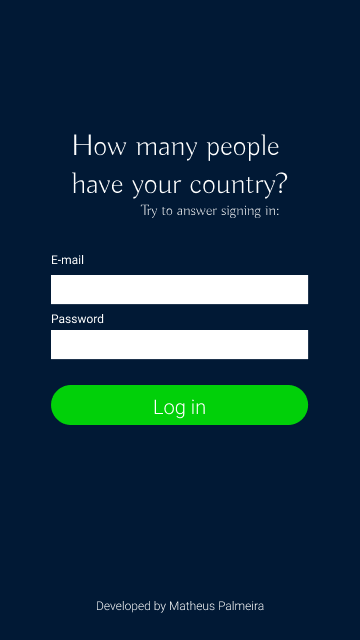 How many people
have your country?
Try to answer signing in:
E-mail
Password
Log in
Developed by Matheus Palmeira